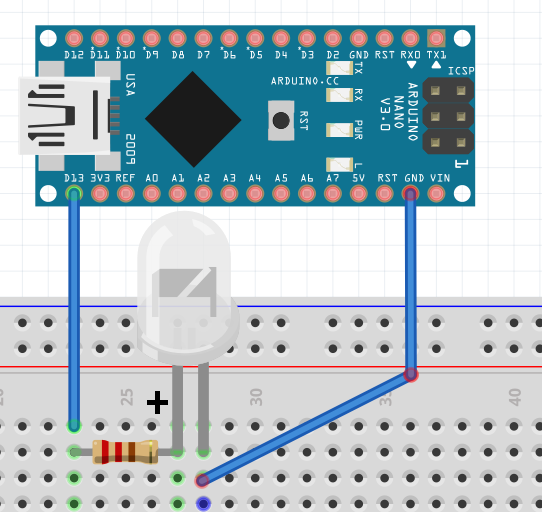 D12 D11 D10 D9 D8 D7 D6 D5 D4 D3 D2 GND RST RX0 TX1
USA
2009
ARDUINO.CC
RST
TX
RX
PWR
L
ARDUINO
NANO
V3.0
ICSP
1
D13 3V3 REF A0 A1 A2 A3 A4 A5 A6 A7 5V RST GND VIN
25
30
40